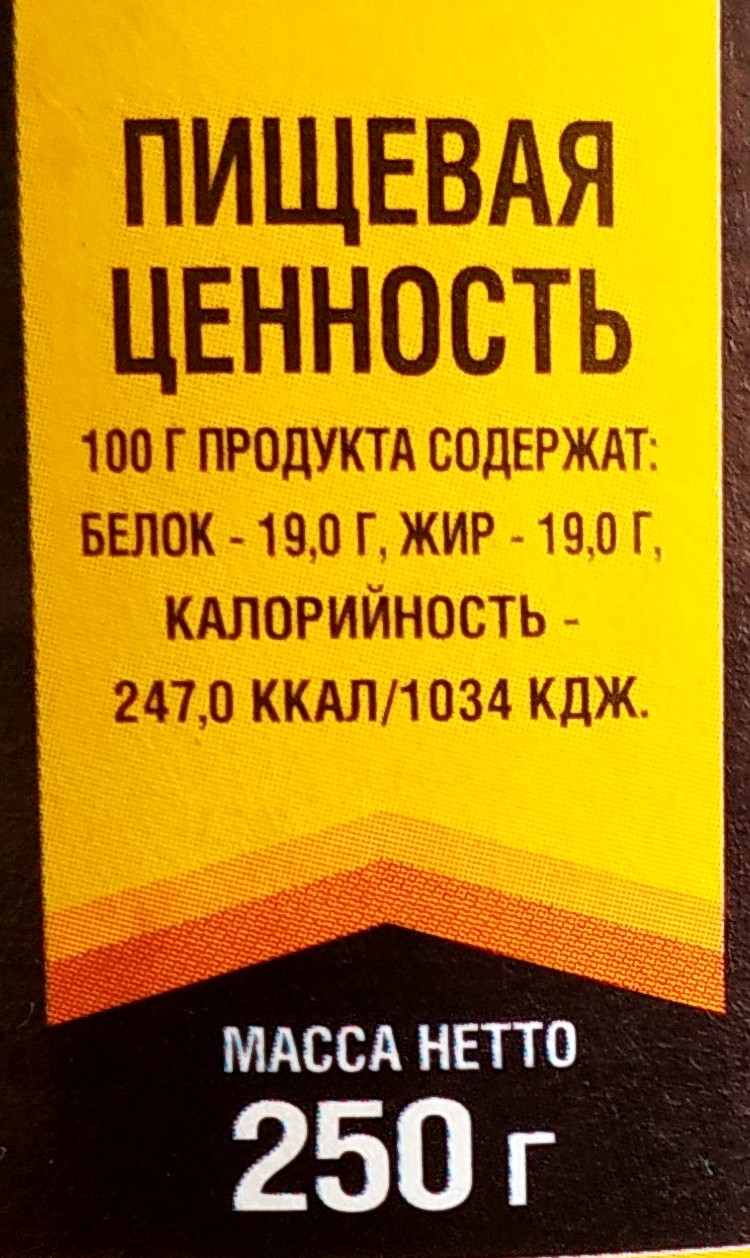 ПИЩЕВАЯ
ЦЕННОСТЬ
100 Г ПРОДУКТА СОДЕРЖАТ:
БЕЛОК - 19,0 Г, ЖИР - 19,0 Г,
КАЛОРИЙНОСТЬ -
247,0 ККАЛ/1034 КДЖ.
МАССА НЕТТО
250 г